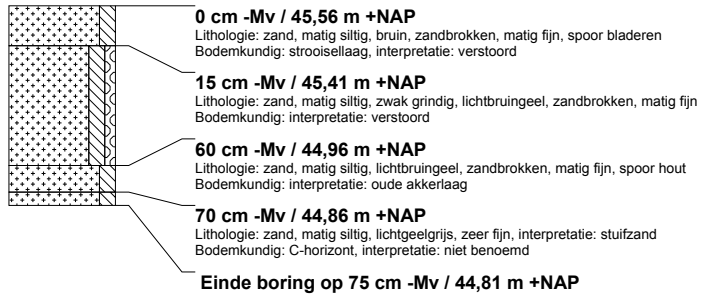 0 cm -Mv / 45,56 m +NAP
Lithologie: zand, matig siltig, bruin, zandbrokken, matig fijn, spoor bladeren
Bodemkundig: strooisellaag, interpretatie: verstoord
15 cm -Mv / 45,41 m +NAP
Lithologie: zand, matig siltig, zwak grindig, lichtbruingeel, zandbrokken, matig fijn
Bodemkundig: interpretatie: verstoord
60 cm -Mv / 44,96 m +NAP
Lithologie: zand, matig siltig, lichtbruingeel, zandbrokken, matig fijn, spoor hout
Bodemkundig: interpretatie: oude akkerlaag
70 cm -Mv / 44,86 m +NAP
Lithologie: zand, matig siltig, lichtgeelgrijs, zeer fijn, interpretatie: stuifzand
Bodemkundig: C-horizont, interpretatie: niet benoemd
Einde boring op 75 cm -Mv / 44,81 m +NAP